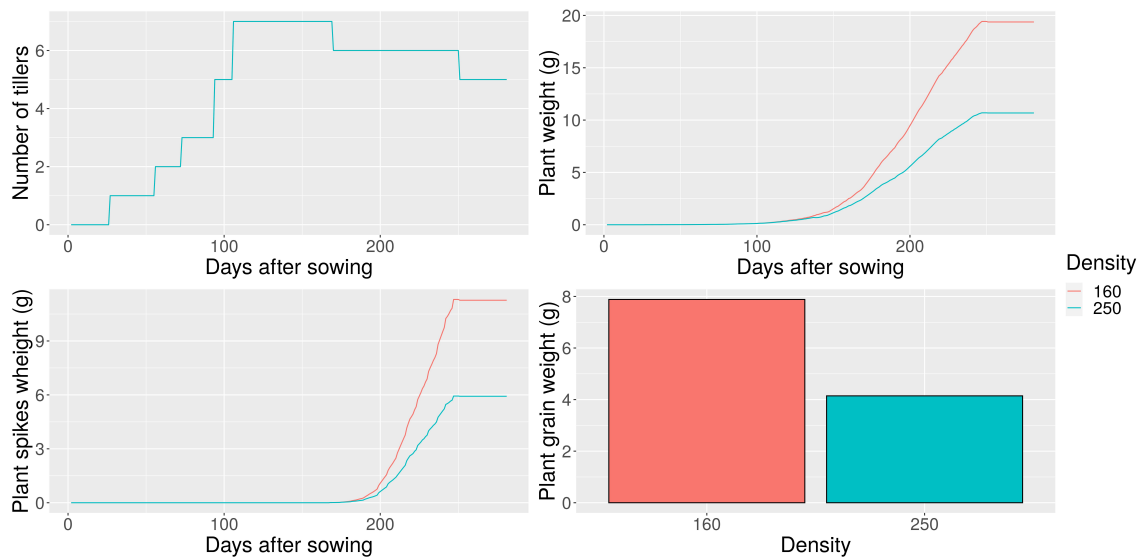 Number of tillers
6
4
2
0
0 100 200
Days after sowing
Plant weight (g)
20
15
10
5
0
0 100 200
Days after sowing
Plant spikes wheight (g)
9
6
3
0
0 100 200
Days after sowing
Plant grain weight (g)
8
6
4
2
0
160 250
Density
Density
160
250